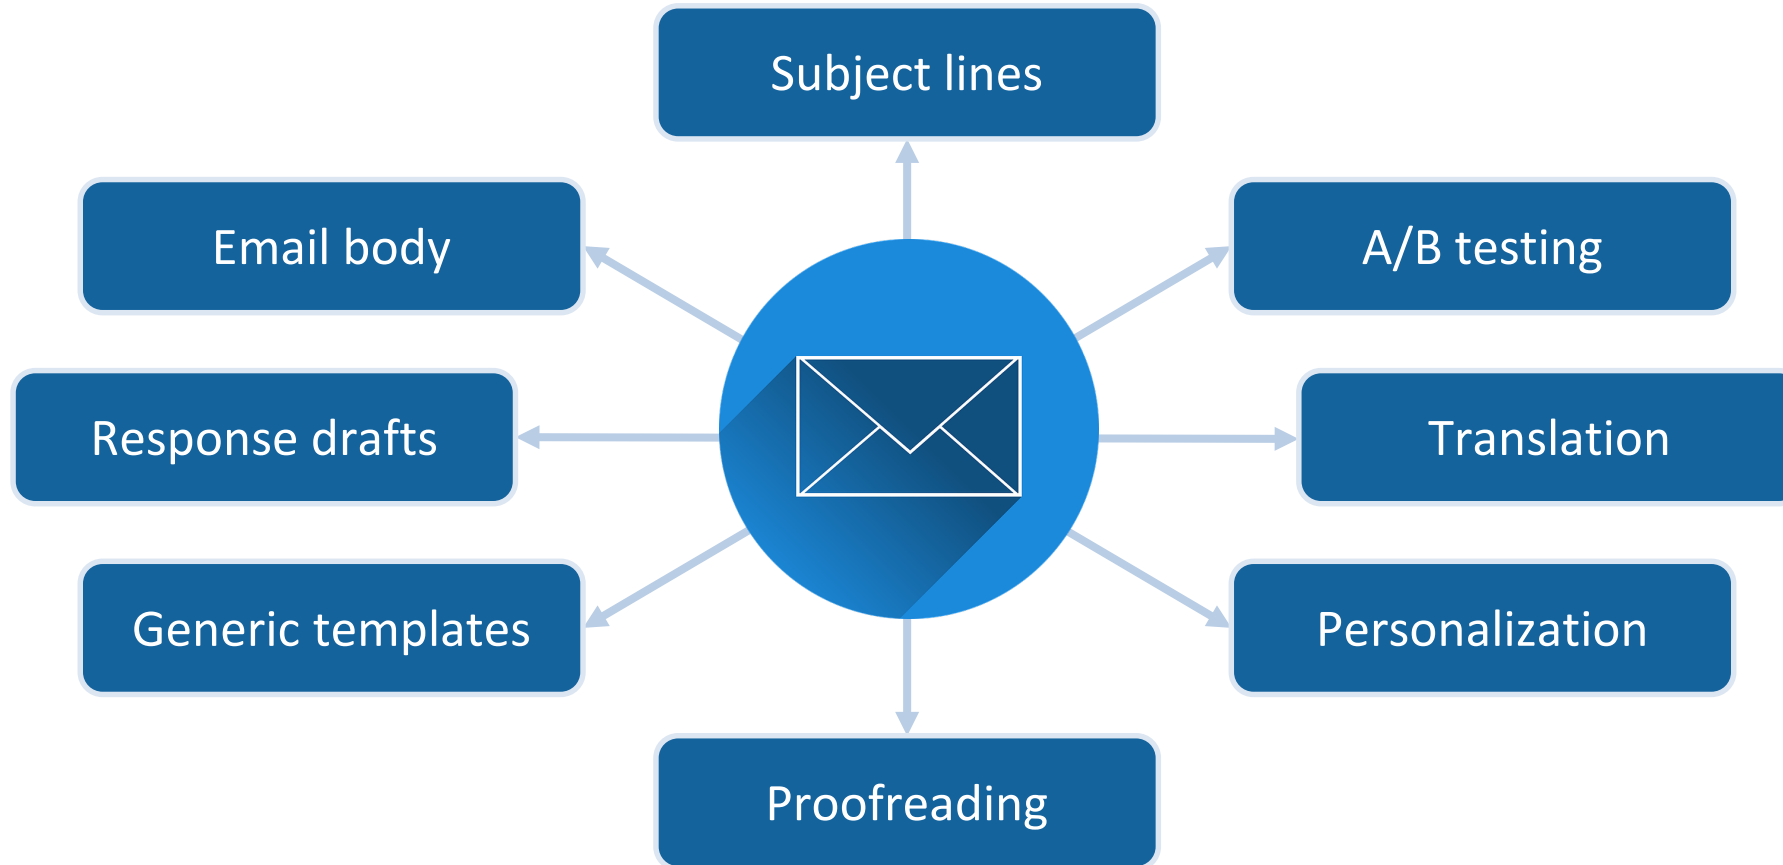 Subject lines
Email body
A/B testing
Response drafts
Translation
Generic templates
Personalization
Proofreading